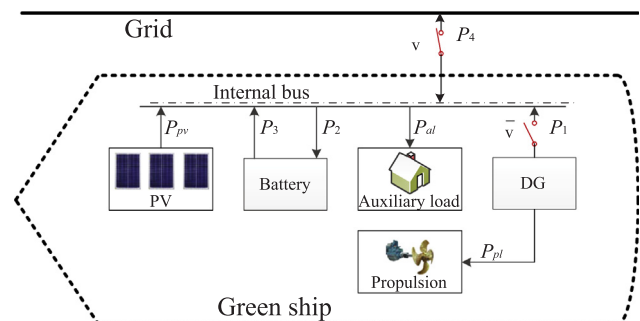 Grid
v
P4
Internal bus
Ppv
P3
P2
Pal
v̄
P1
PV
Battery
Auxiliary load
DG
Ppl
Propulsion
Green ship